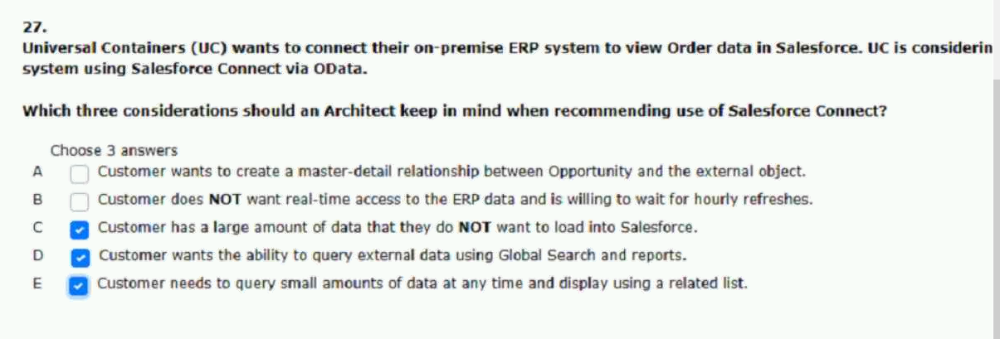 27.
Universal Containers (UC) wants to connect their on-premise ERP system to view Order data in Salesforce. UC is considerin
system using Salesforce Connect via OData.
Which three considerations should an Architect keep in mind when recommending use of Salesforce Connect?
Choose 3 answers
A Customer wants to create a master-detail relationship between Opportunity and the external object.
B Customer does NOT want real-time access to the ERP data and is willing to wait for hourly refreshes.
C Customer has a large amount of data that they do NOT want to load into Salesforce.
D Customer wants the ability to query external data using Global Search and reports.
E Customer needs to query small amounts of data at any time and display using a related list.